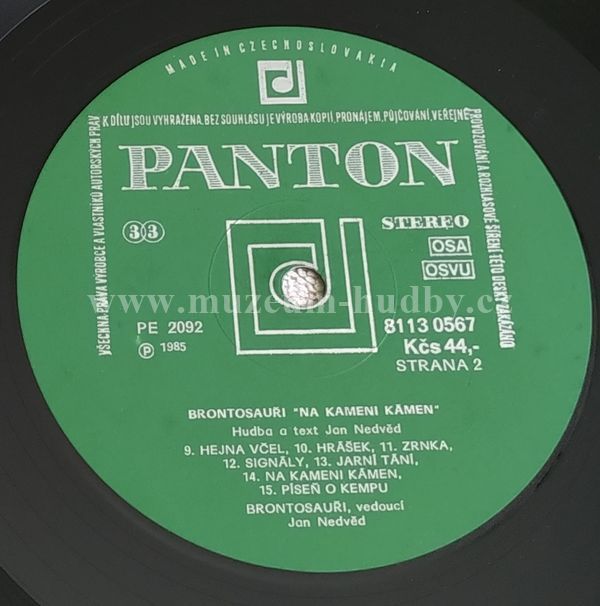 MADE IN CZECHOSLOVAKIA
VŠECHNA PRÁVA VÝROBCE A VLASTNÍKŮ AUTORSKÝCH PRÁV
K DÍLU JSOU VYHRAŽENA. BEZ SOUHLASU JE VÝROBA KOPIÍ, PRONÁJEM, PŮJČOVÁNÍ, VEŘEJNÉ
PROVOZOVÁNÍ A ROZHLASOVÉ ŠÍŘENÍ TÉTO DESKY ZAKÁZÁNO
PANTON
33
STEREO
OSA
OSVU
www.muzeum-hudby.cz
PE 2092
8113 0567
Ⓟ 1985
Kčs 44,-
STRANA 2
BRONTOSAUŘI "NA KAMENI KÁMEN"
Hudba a text Jan Nedvěd
9. HEJNA VČEL, 10. HRÁŠEK, 11. ZRNKA,
12. SIGNÁLY, 13. JARNÍ TÁNÍ,
14. NA KAMENI KÁMEN,
15. PÍSEŇ O KEMPU
BRONTOSAUŘI, vedoucí
Jan Nedvěd